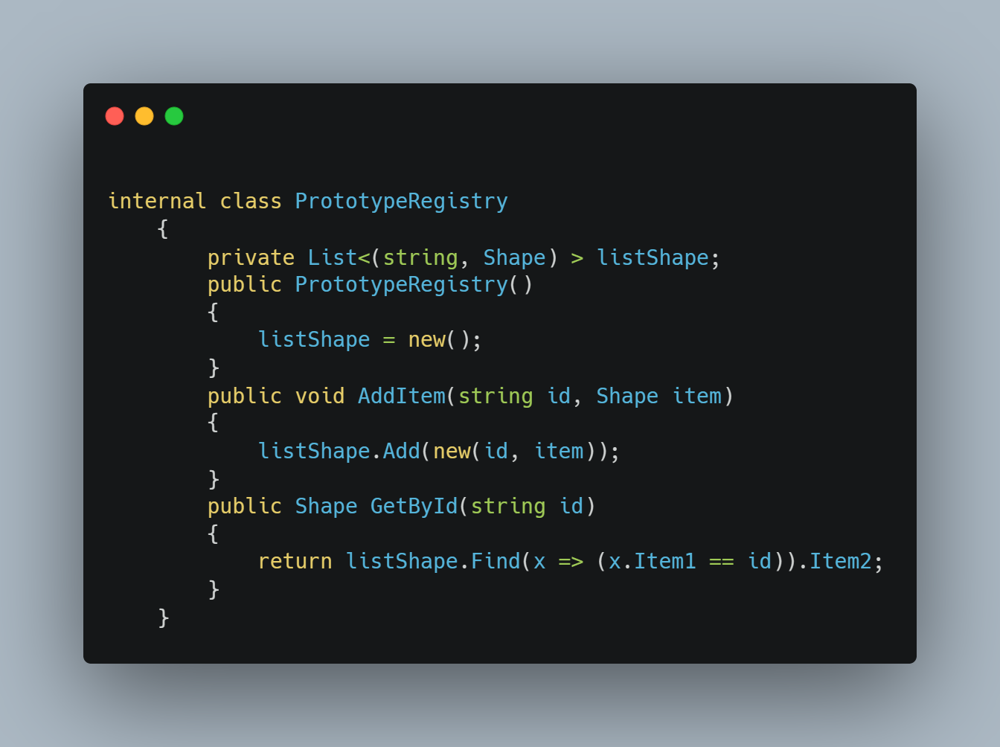 internal class PrototypeRegistry
    {
        private List<(string, Shape) > listShape;
        public PrototypeRegistry()
        {
            listShape = new();
        }
        public void AddItem(string id, Shape item)
        {
            listShape.Add(new(id, item));
        }
        public Shape GetById(string id)
        {
            return listShape.Find(x => (x.Item1 == id)).Item2;
        }
    }